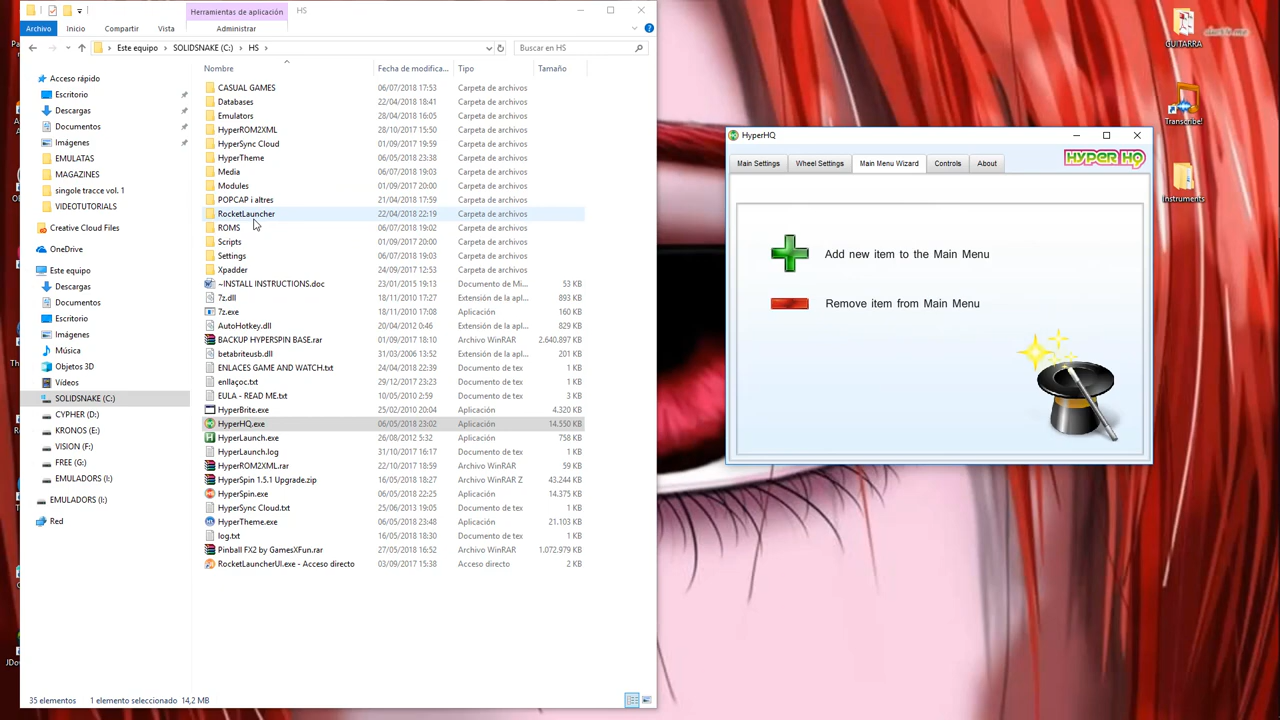 Herramientas de aplicación
HS
Archivo
Inicio
Compartir
Vista
Administrar
Este equipo > SOLIDSNAKE (C:) > HS >
Buscar en HS
Nombre
Fecha de modifica...
Tipo
Tamaño
Acceso rápido
Escritorio
Descargas
Documentos
Imágenes
EMULATAS
MAGAZINES
singole tracce vol. 1
VIDEOTUTORIALS
Creative Cloud Files
OneDrive
Este equipo
Descargas
Documentos
Escritorio
Imágenes
Música
Objetos 3D
Vídeos
SOLIDSNAKE (C:)
CYPHER (D:)
KRONOS (E:)
VISION (F:)
FREE (G:)
EMULADORS (I:)
EMULADORS (I:)
Red
CASUAL GAMES 06/07/2018 17:53 Carpeta de archivos
Databases 22/04/2018 18:41 Carpeta de archivos
Emulators 28/04/2018 16:05 Carpeta de archivos
HyperROM2XML 28/10/2017 15:50 Carpeta de archivos
HyperSync Cloud 01/09/2017 19:59 Carpeta de archivos
HyperTheme 06/05/2018 23:38 Carpeta de archivos
Media 06/07/2018 19:03 Carpeta de archivos
Modules 01/09/2017 20:00 Carpeta de archivos
POPCAP i altres 21/04/2018 17:59 Carpeta de archivos
RocketLauncher 22/04/2018 22:19 Carpeta de archivos
ROMS 06/07/2018 19:02 Carpeta de archivos
Scripts 01/09/2017 20:00 Carpeta de archivos
Settings 06/07/2018 19:03 Carpeta de archivos
Xpadder 24/09/2017 12:53 Carpeta de archivos
~INSTALL INSTRUCTIONS.doc 23/01/2015 19:13 Documento de Mi... 53 KB
7z.dll 18/11/2010 17:27 Extensión de la apl... 893 KB
7z.exe 18/11/2010 17:08 Aplicación 160 KB
AutoHotkey.dll 20/04/2012 0:46 Extensión de la apl... 829 KB
BACKUP HYPERSPIN BASE.rar 01/09/2017 18:10 Archivo WinRAR 2.640.897 KB
betabriteusb.dll 31/03/2006 13:52 Extensión de la apl... 201 KB
ENLACES GAME AND WATCH.txt 24/04/2018 22:39 Documento de tex 1 KB
enllaçoc.txt 29/12/2017 23:23 Documento de tex 1 KB
EULA - READ ME.txt 10/05/2010 2:59 Documento de tex 3 KB
HyperBrite.exe 25/02/2010 20:04 Aplicación 4.320 KB
HyperHQ.exe 06/05/2018 23:02 Aplicación 14.550 KB
HyperLaunch.exe 26/08/2012 5:32 Aplicación 758 KB
HyperLaunch.log 31/10/2017 16:17 Documento de tex 1 KB
HyperROM2XML.rar 22/10/2017 18:59 Archivo WinRAR 59 KB
HyperSpin 1.5.1 Upgrade.zip 16/05/2018 18:27 Archivo WinRAR Z 43.244 KB
HyperSpin.exe 06/05/2018 22:25 Aplicación 14.375 KB
HyperSync Cloud.txt 25/06/2013 19:05 Documento de tex 1 KB
HyperTheme.exe 06/05/2018 23:48 Aplicación 21.103 KB
log.txt 16/05/2018 18:30 Documento de tex 1 KB
Pinball FX2 by GamesXFun.rar 27/05/2018 16:52 Archivo WinRAR 1.072.979 KB
RocketLauncherUI.exe - Acceso directo 03/09/2017 15:38 Acceso directo 2 KB
35 elementos 1 elemento seleccionado 14,2 MB
HyperHQ
Main Settings
Wheel Settings
Main Menu Wizard
Controls
About
HYPER HQ
Add new item to the Main Menu
Remove item from Main Menu
GUITARRA
Transcribe!
Instruments